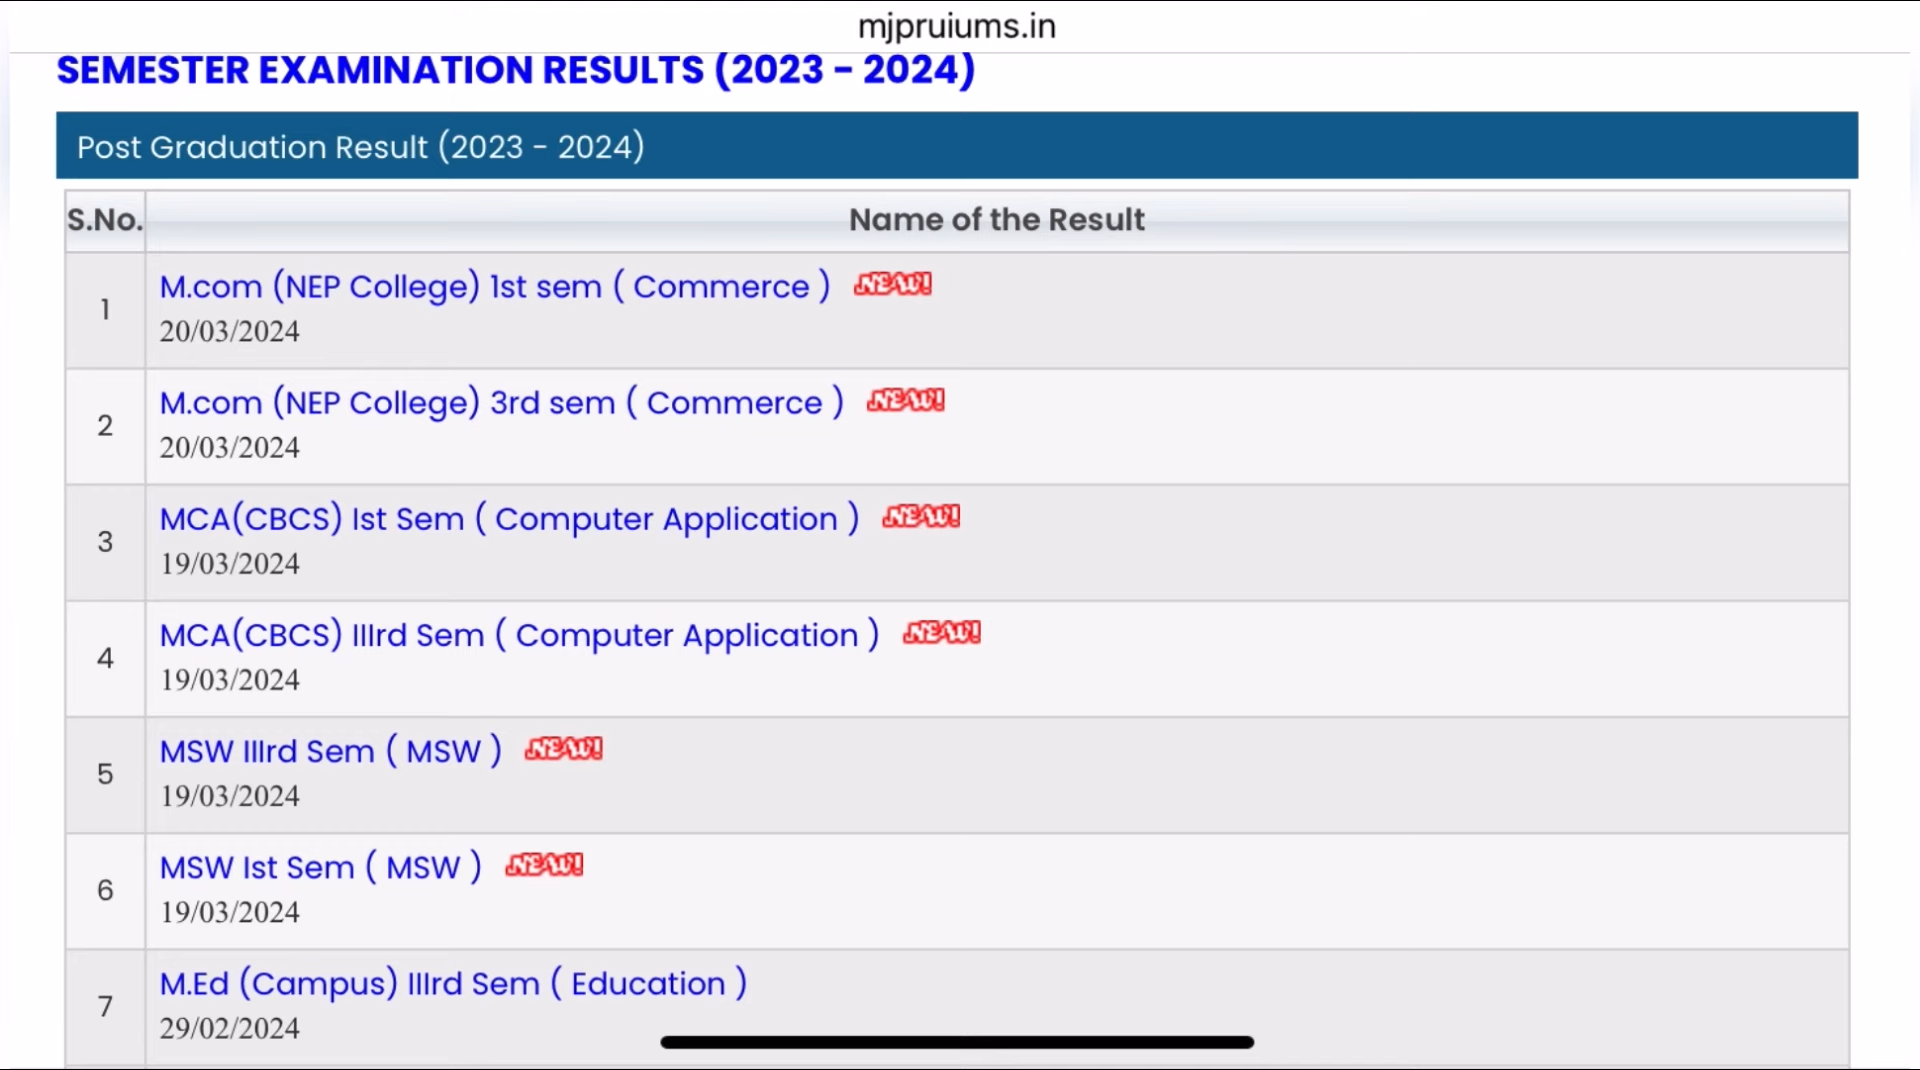 mjpruiums.in
SEMESTER EXAMINATION RESULTS (2023 - 2024)
Post Graduation Result (2023 - 2024)
S.No. Name of the Result
1 M.com (NEP College) 1st sem ( Commerce ) NEW!
20/03/2024
2 M.com (NEP College) 3rd sem ( Commerce ) NEW!
20/03/2024
3 MCA(CBCS) Ist Sem ( Computer Application ) NEW!
19/03/2024
4 MCA(CBCS) IIIrd Sem ( Computer Application ) NEW!
19/03/2024
5 MSW IIIrd Sem ( MSW ) NEW!
19/03/2024
6 MSW Ist Sem ( MSW ) NEW!
19/03/2024
7 M.Ed (Campus) IIIrd Sem ( Education )
29/02/2024